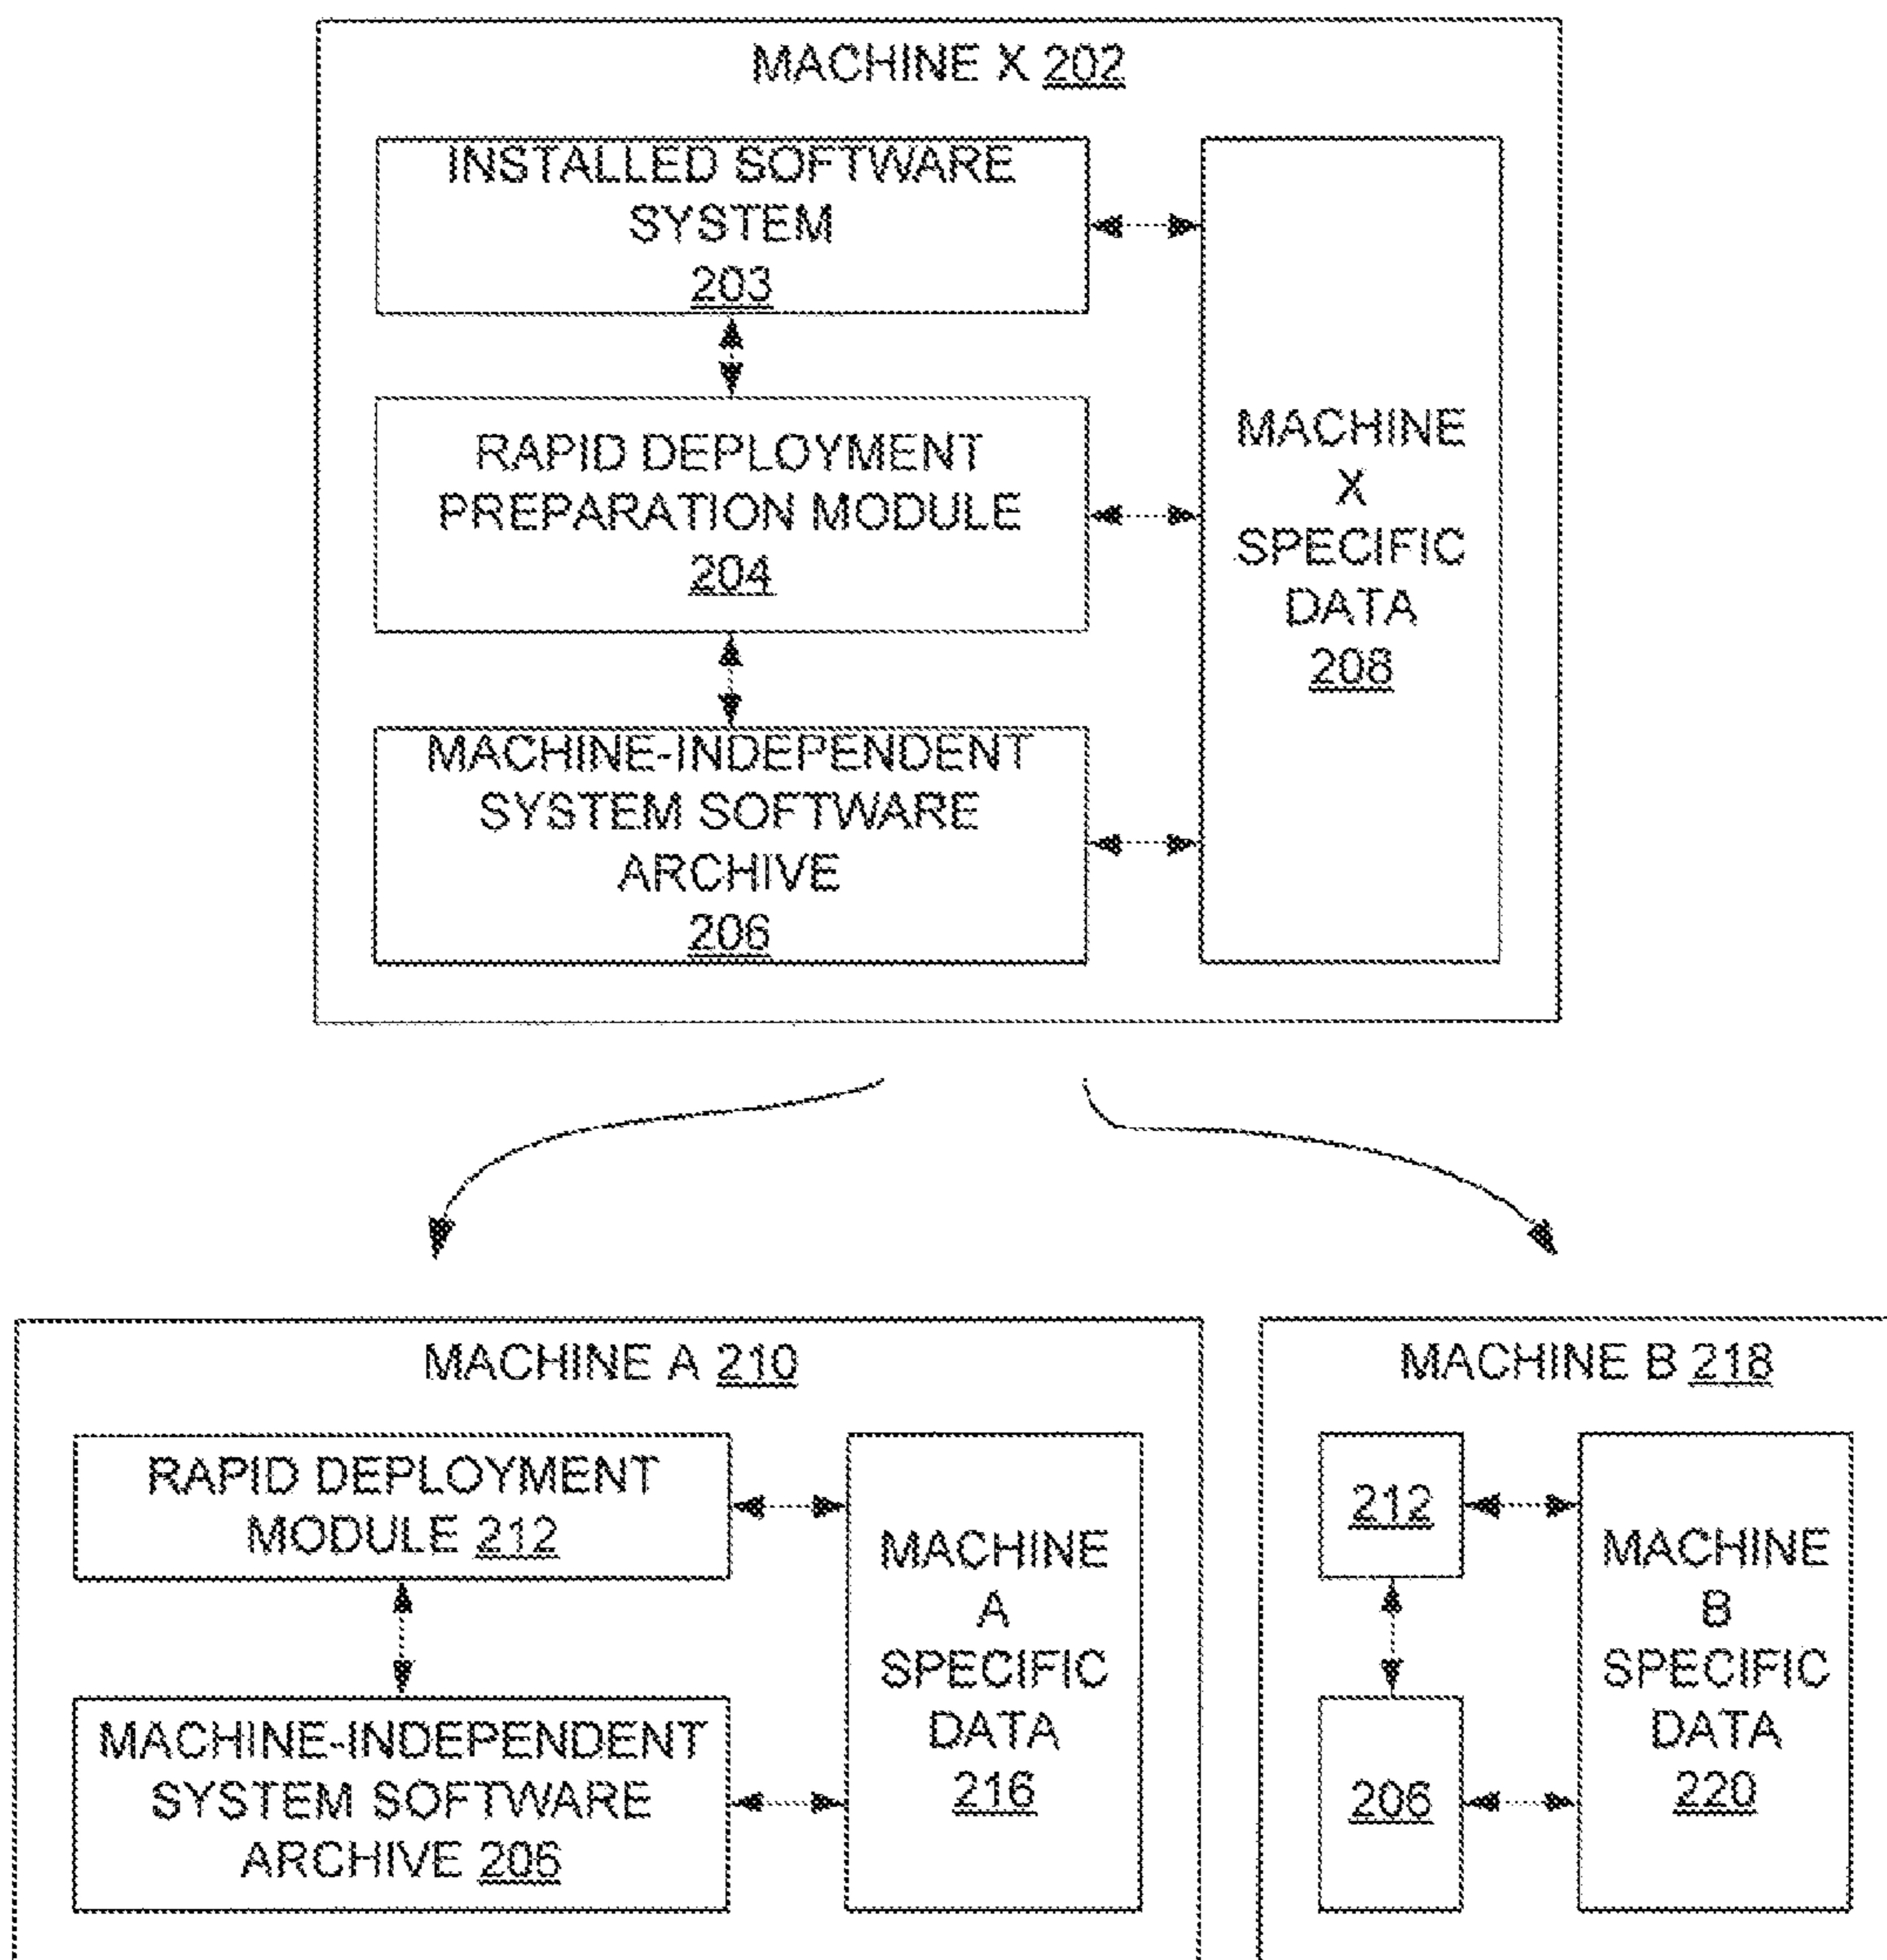 MACHINE X 202
INSTALLED SOFTWARE
SYSTEM
203
RAPID DEPLOYMENT
PREPARATION MODULE
204
MACHINE-INDEPENDENT
SYSTEM SOFTWARE
ARCHIVE
206
MACHINE
X
SPECIFIC
DATA
208
MACHINE A 210
RAPID DEPLOYMENT
MODULE 212
MACHINE-INDEPENDENT
SYSTEM SOFTWARE
ARCHIVE 206
MACHINE
A
SPECIFIC
DATA
216
MACHINE B 218
212
206
MACHINE
B
SPECIFIC
DATA
220